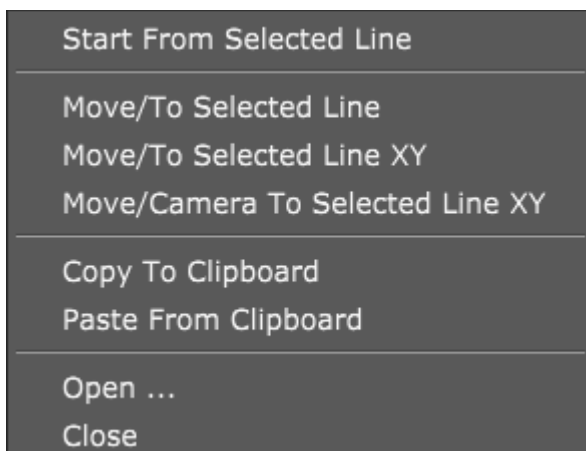 Start From Selected Line
Move/To Selected Line
Move/To Selected Line XY
Move/Camera To Selected Line XY
Copy To Clipboard
Paste From Clipboard
Open ...
Close